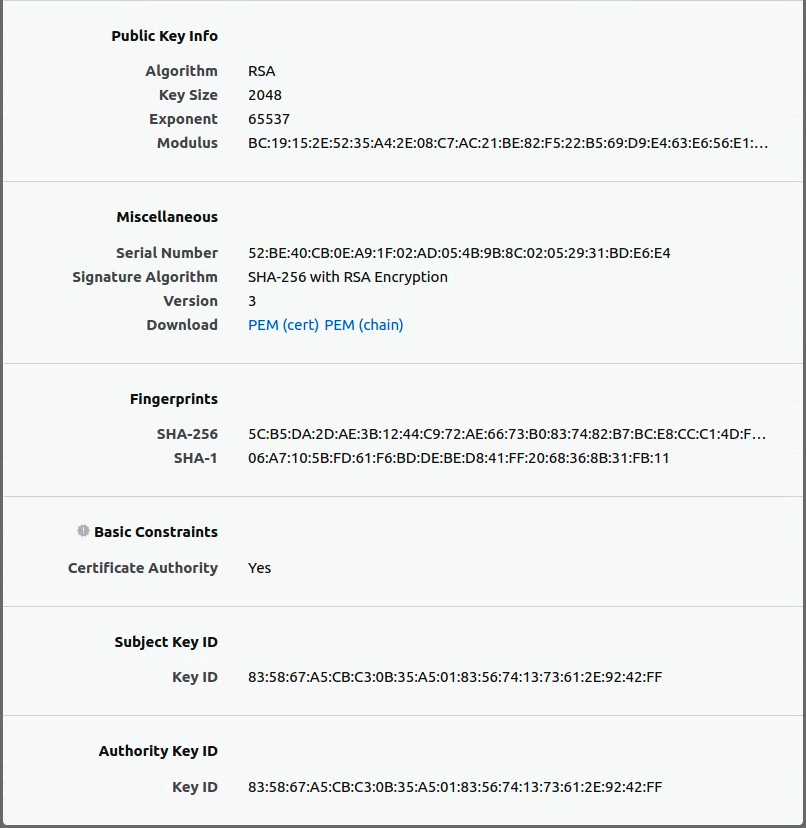 Public Key Info
Algorithm RSA
Key Size 2048
Exponent 65537
Modulus BC:19:15:2E:52:35:A4:2E:08:C7:AC:21:BE:82:F5:22:B5:69:D9:E4:63:E6:56:E1:…
Miscellaneous
Serial Number 52:BE:40:CB:0E:A9:1F:02:AD:05:4B:9B:8C:02:05:29:31:BD:E6:E4
Signature Algorithm SHA-256 with RSA Encryption
Version 3
Download PEM (cert) PEM (chain)
Fingerprints
SHA-256 5C:B5:DA:2D:AE:3B:12:44:C9:72:AE:66:73:B0:83:74:82:B7:BC:E8:CC:C1:4D:F…
SHA-1 06:A7:10:5B:FD:61:F6:BD:DE:BE:D8:41:FF:20:68:36:8B:31:FB:11
Basic Constraints
Certificate Authority Yes
Subject Key ID
Key ID 83:58:67:A5:CB:C3:0B:35:A5:01:83:56:74:13:73:61:2E:92:42:FF
Authority Key ID
Key ID 83:58:67:A5:CB:C3:0B:35:A5:01:83:56:74:13:73:61:2E:92:42:FF